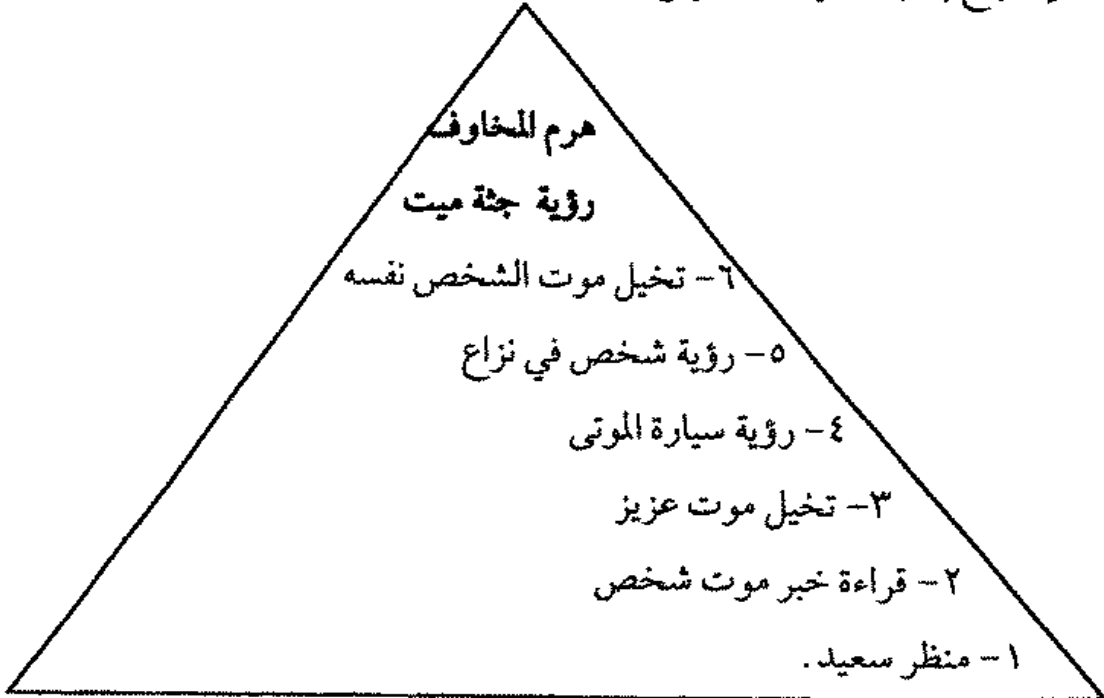 هرم المخاوف
رؤية جثة ميت
٦- تخيل موت الشخص نفسه
٥- رؤية شخص في نزاع
٤- رؤية سيارة الموتى
٣- تخيل موت عزيز
٢- قراءة خبر موت شخص
١- منظر سعيد.